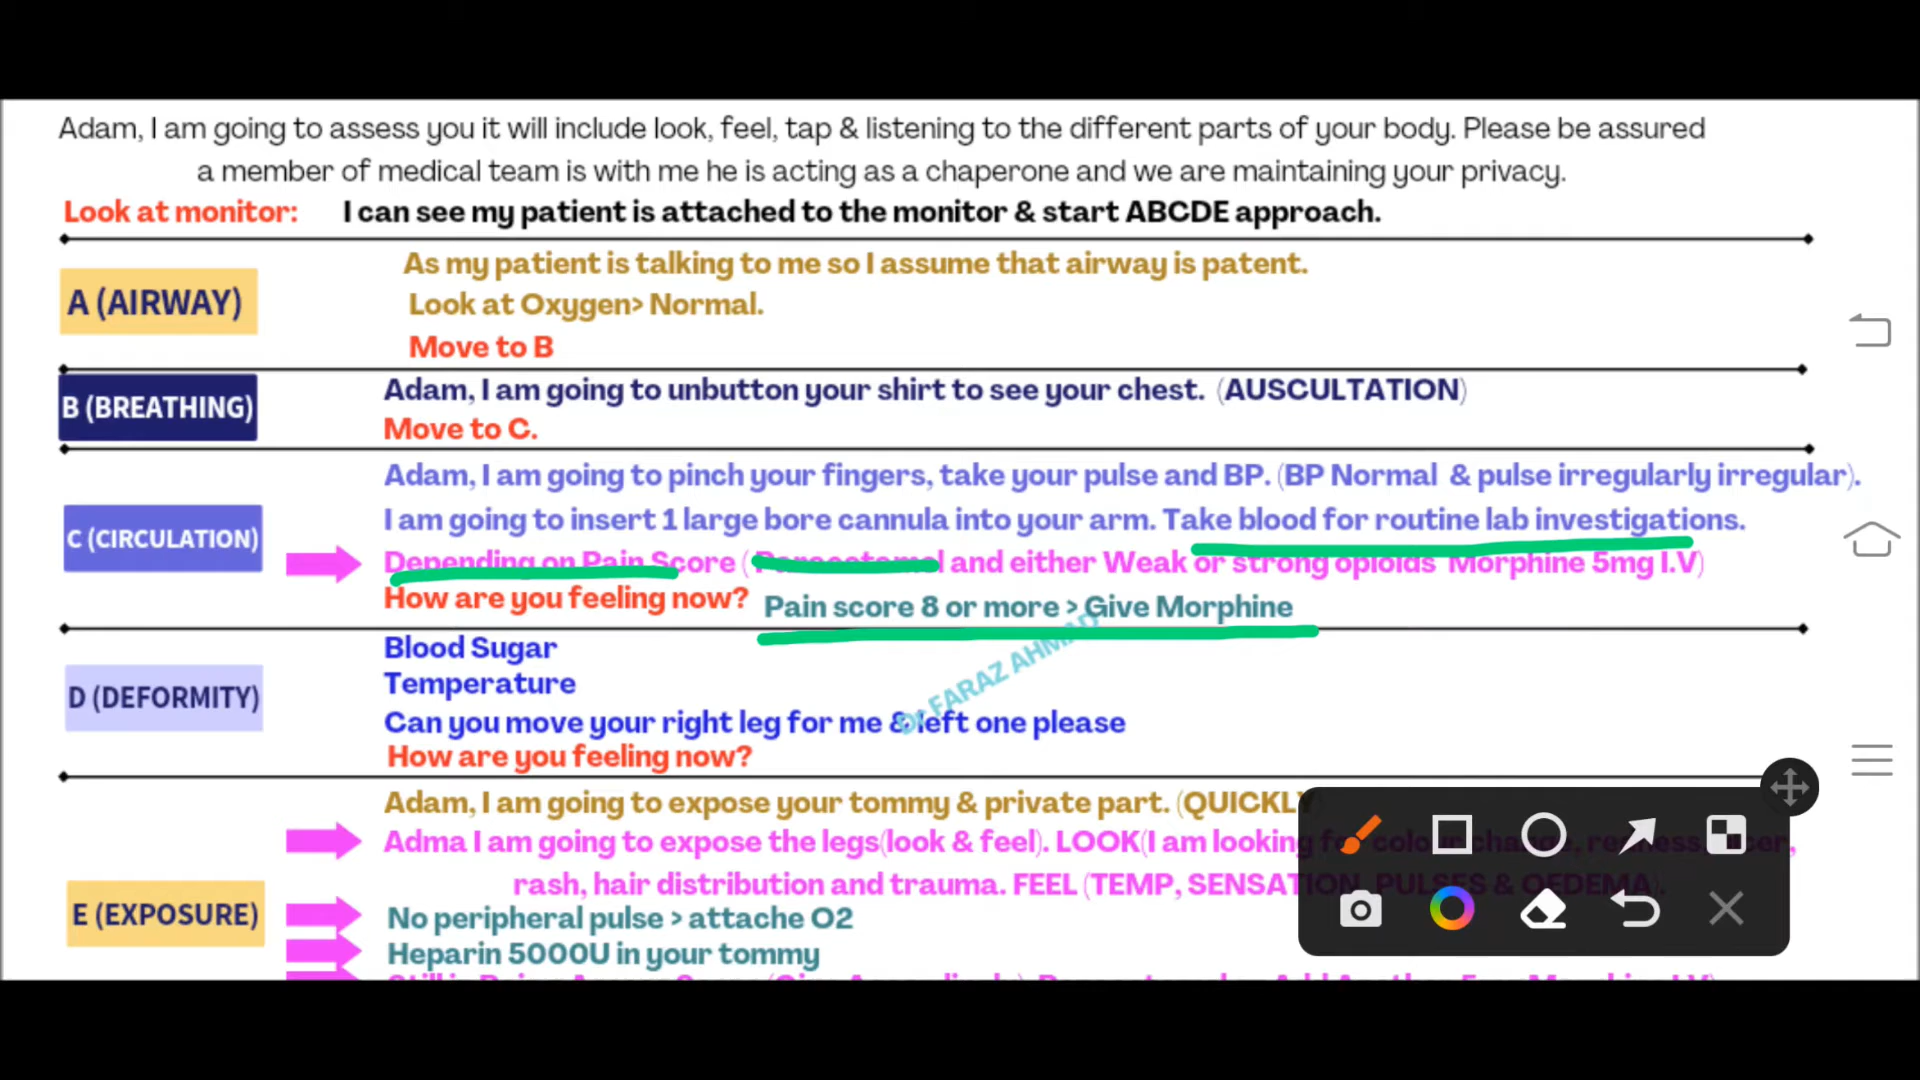 Adam, I am going to assess you it will include look, feel, tap & listening to the different parts of your body. Please be assured
a member of medical team is with me he is acting as a chaperone and we are maintaining your privacy.
Look at monitor: I can see my patient is attached to the monitor & start ABCDE approach.
A (AIRWAY)
As my patient is talking to me so I assume that airway is patent.
Look at Oxygen> Normal.
Move to B
B (BREATHING)
Adam, I am going to unbutton your shirt to see your chest. (AUSCULTATION)
Move to C.
C (CIRCULATION)
Adam, I am going to pinch your fingers, take your pulse and BP. (BP Normal & pulse irregularly irregular).
I am going to insert 1 large bore cannula into your arm. Take blood for routine lab investigations.
Depending on Pain Score ( Paracetamol and either Weak or strong opioids Morphine 5mg I.V)
How are you feeling now? Pain score 8 or more > Give Morphine
D (DEFORMITY)
Blood Sugar
Temperature
Can you move your right leg for me & left one please
How are you feeling now?
Dr FARAZ AHMAD
E (EXPOSURE)
Adam, I am going to expose your tommy & private part. (QUICKLY)
Adma I am going to expose the legs(look & feel). LOOK(I am looking for colour change, redness, ulcer,
rash, hair distribution and trauma. FEEL (TEMP, SENSATION, PULSES & OEDEMA).
No peripheral pulse > attache O2
Heparin 5000U in your tommy